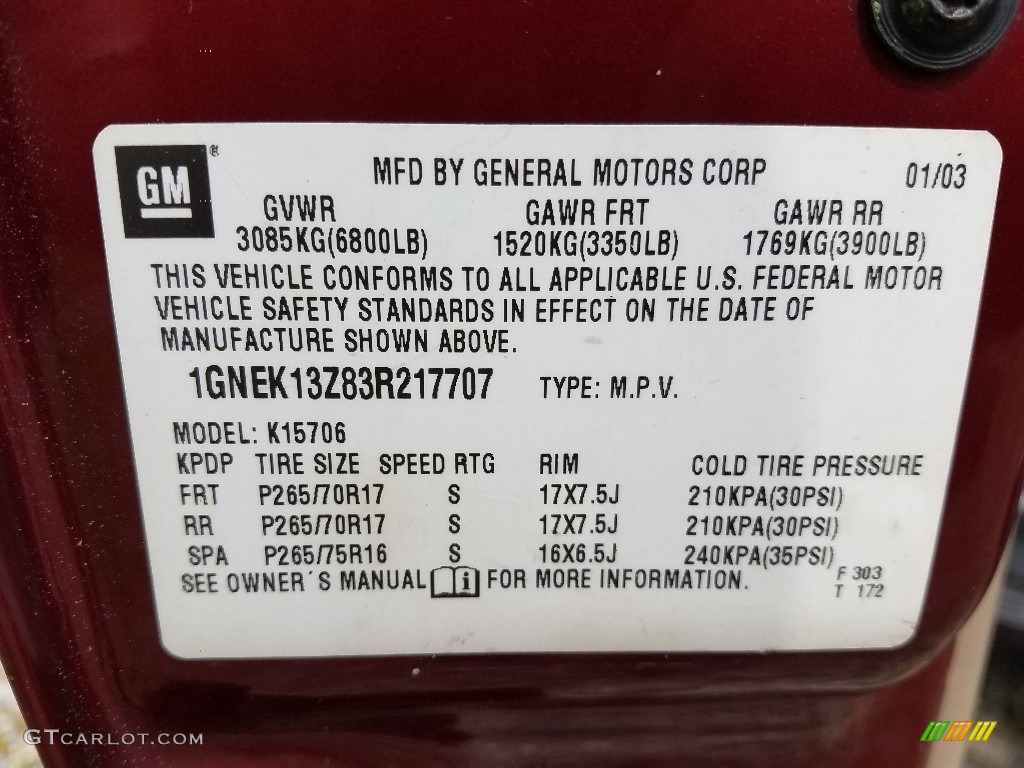 GM ® MFD BY GENERAL MOTORS CORP 01/03
GVWR GAWR FRT GAWR RR
3085KG(6800LB) 1520KG(3350LB) 1769KG(3900LB)
THIS VEHICLE CONFORMS TO ALL APPLICABLE U.S. FEDERAL MOTOR
VEHICLE SAFETY STANDARDS IN EFFECT ON THE DATE OF
MANUFACTURE SHOWN ABOVE.
1GNEK13Z83R217707 TYPE: M.P.V.
MODEL: K15706
KPDP TIRE SIZE SPEED RTG RIM COLD TIRE PRESSURE
FRT P265/70R17 S 17X7.5J 210KPA(30PSI)
RR P265/70R17 S 17X7.5J 210KPA(30PSI)
SPA P265/75R16 S 16X6.5J 240KPA(35PSI)
SEE OWNER´S MANUAL i FOR MORE INFORMATION. F 303
T 172
GTCARLOT.COM